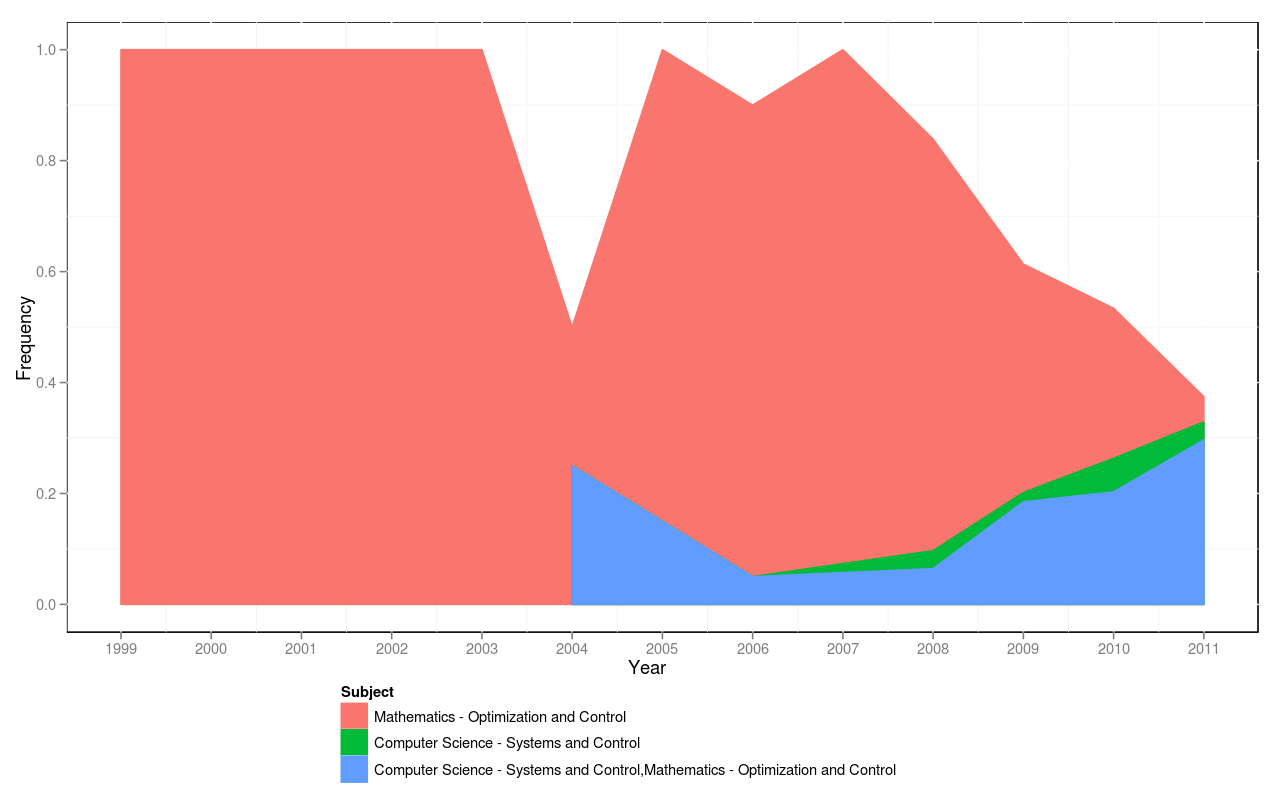 1.0
0.8
0.6
0.4
0.2
0.0
Frequency
1999 2000 2001 2002 2003 2004 2005 2006 2007 2008 2009 2010 2011
Year
Subject
Mathematics - Optimization and Control
Computer Science - Systems and Control
Computer Science - Systems and Control,Mathematics - Optimization and Control